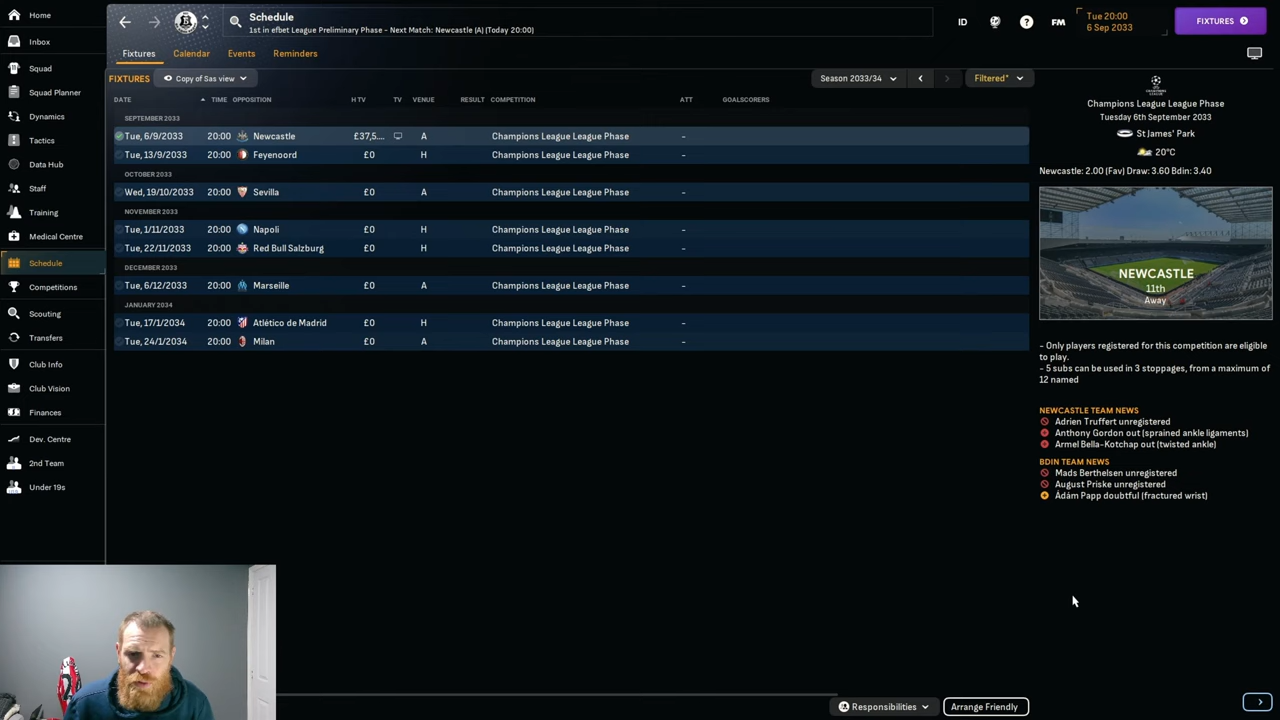 Home
Inbox
Squad
Squad Planner
Dynamics
Tactics
Data Hub
Staff
Training
Medical Centre
Schedule
Competitions
Scouting
Transfers
Club Info
Club Vision
Finances
Dev. Centre
2nd Team
Under 19s
Schedule
1st in efbet League Preliminary Phase - Next Match: Newcastle (A) (Today 20:00)
ID
FM
Tue 20:00
6 Sep 2033
FIXTURES
Fixtures Calendar Events Reminders
FIXTURES Copy of Sas view Season 2033/34 Filtered*
DATE TIME OPPOSITION H TV TV VENUE RESULT COMPETITION ATT GOALSCORERS
SEPTEMBER 2033
Tue, 6/9/2033 20:00 Newcastle £37,5... A Champions League League Phase -
Tue, 13/9/2033 20:00 Feyenoord £0 H Champions League League Phase -
OCTOBER 2033
Wed, 19/10/2033 20:00 Sevilla £0 A Champions League League Phase -
NOVEMBER 2033
Tue, 1/11/2033 20:00 Napoli £0 H Champions League League Phase -
Tue, 22/11/2033 20:00 Red Bull Salzburg £0 H Champions League League Phase -
DECEMBER 2033
Tue, 6/12/2033 20:00 Marseille £0 A Champions League League Phase -
JANUARY 2034
Tue, 17/1/2034 20:00 Atlético de Madrid £0 H Champions League League Phase -
Tue, 24/1/2034 20:00 Milan £0 A Champions League League Phase -
Champions League League Phase
Tuesday 6th September 2033
St James' Park
20°C
Newcastle: 2.00 (Fav) Draw: 3.60 Bdin: 3.40
NEWCASTLE
11th
Away
- Only players registered for this competition are eligible
to play.
- 5 subs can be used in 3 stoppages, from a maximum of
12 named
NEWCASTLE TEAM NEWS
Adrien Truffert unregistered
Anthony Gordon out (sprained ankle ligaments)
Armel Bella-Kotchap out (twisted ankle)
BDIN TEAM NEWS
Mads Berthelsen unregistered
August Priske unregistered
Ádám Papp doubtful (fractured wrist)
Responsibilities
Arrange Friendly